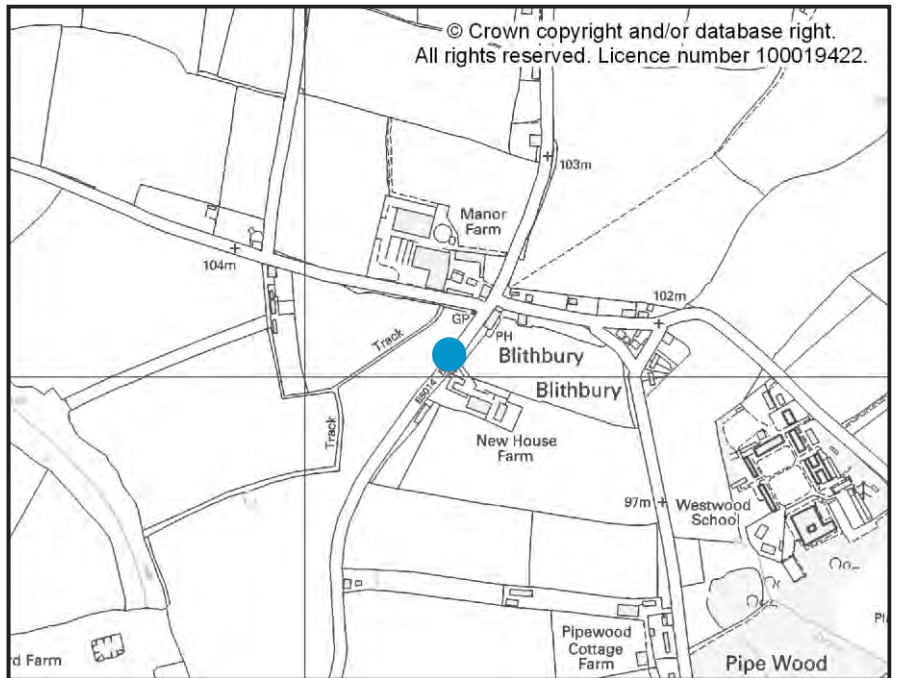 © Crown copyright and/or database right.
All rights reserved. Licence number 100019422.
103m
Manor
Farm
104m
102m
GP
PH
Track
Blithbury
B5014
Blithbury
Track
New House
Farm
97m
Westwood
School
Pipewood
Cottage
Farm
rd Farm
Pipe Wood